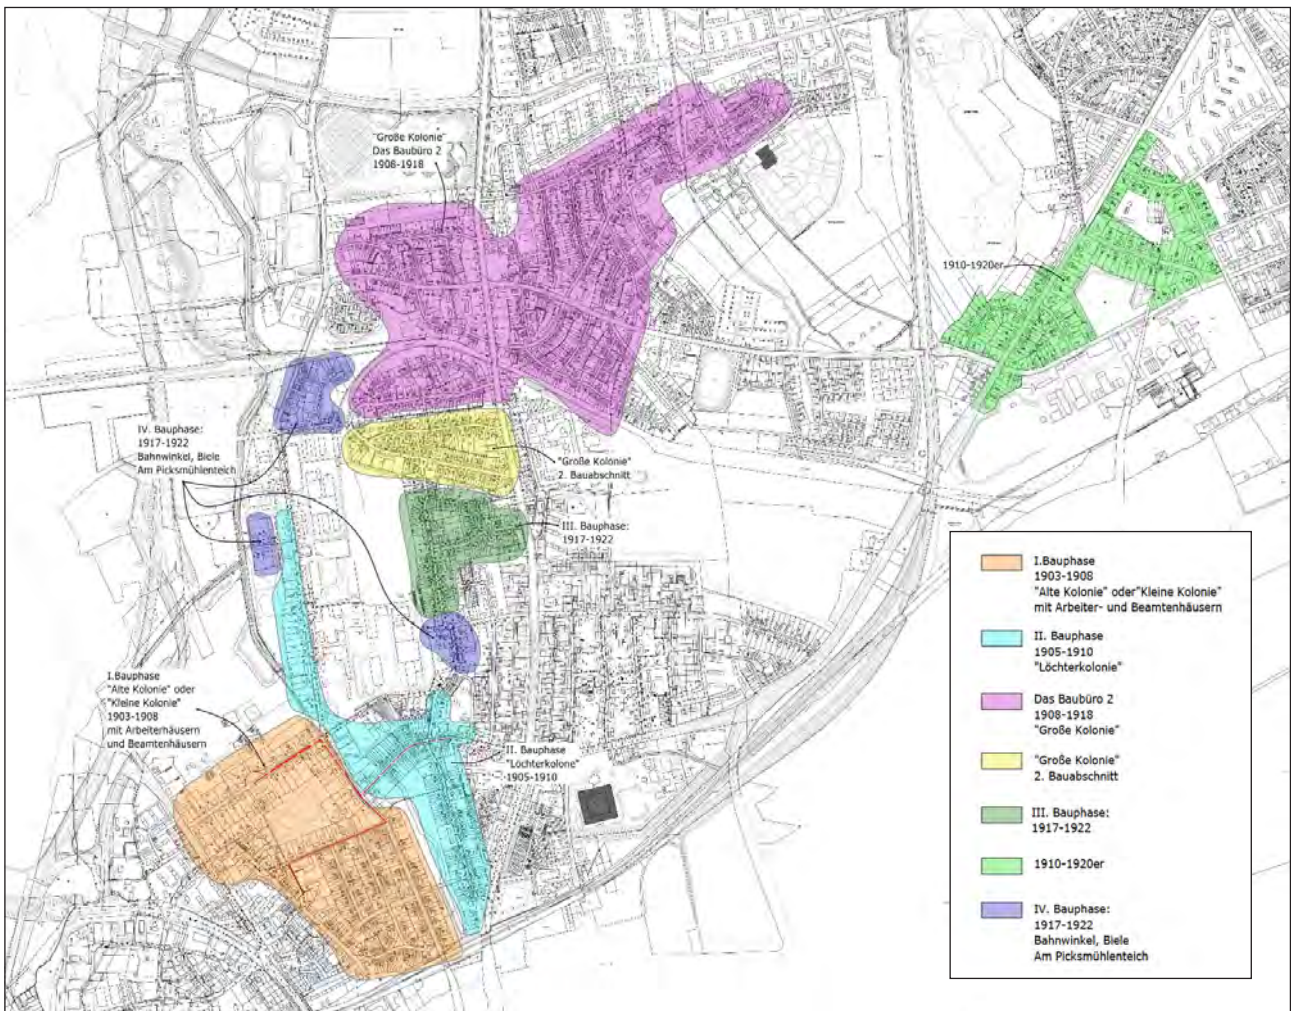 "Große Kolonie"
Das Baubüro 2
1908-1918
1910-1920er
IV. Bauphase:
1917-1922
Bahnwinkel, Biele
Am Picksmühlenteich
"Große Kolonie"
2. Bauabschnitt
III. Bauphase:
1917-1922
I.Bauphase
"Alte Kolonie" oder
"Kleine Kolonie"
1903-1908
mit Arbeiterhäusern
und Beamtenhäusern
II. Bauphase
"Löchterkolone"
1905-1910
I.Bauphase
1903-1908
"Alte Kolonie" oder"Kleine Kolonie"
mit Arbeiter- und Beamtenhäusern
II. Bauphase
1905-1910
"Löchterkolonie"
Das Baubüro 2
1908-1918
"Große Kolonie"
"Große Kolonie"
2. Bauabschnitt
III. Bauphase:
1917-1922
1910-1920er
IV. Bauphase:
1917-1922
Bahnwinkel, Biele
Am Picksmühlenteich